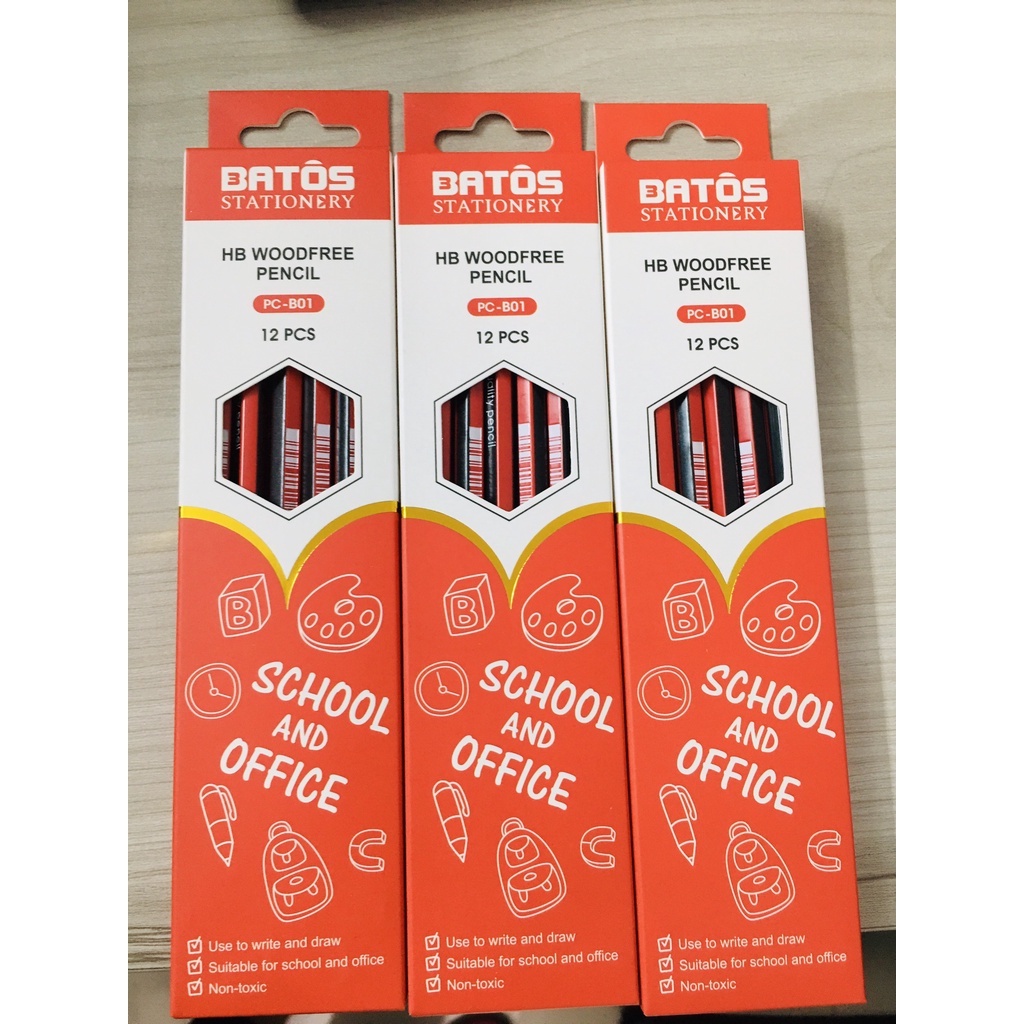 BATÔS
STATIONERY
HB WOODFREE
PENCIL
PC-B01
12 PCS
B
SCHOOL
AND
OFFICE
Use to write and draw
Suitable for school and office
Non-toxic
BATÔS
STATIONERY
HB WOODFREE
PENCIL
PC-B01
12 PCS
ality pencil
B
SCHOOL
AND
OFFICE
Use to write and draw
Suitable for school and office
Non-toxic
BATÔS
STATIONERY
HB WOODFREE
PENCIL
PC-B01
12 PCS
B
SCHOOL
AND
OFFICE
Use to write and draw
Suitable for school and office
Non-toxic